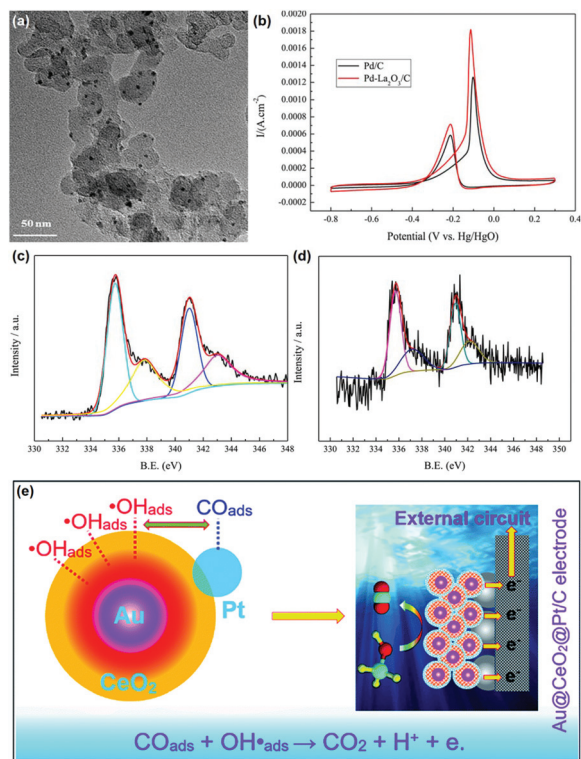 (a)
50 nm
(b)
I/(A.cm⁻²)
0.0020
0.0018
0.0016
0.0014
0.0012
0.0010
0.0008
0.0006
0.0004
0.0002
0.0000
-0.0002
Pd/C
Pd-La₂O₃/C
-0.8 -0.6 -0.4 -0.2 0.0 0.2 0.4
Potential (V vs. Hg/HgO)
(c)
Intensity / a.u.
330 332 334 336 338 340 342 344 346 348
B.E. (eV)
(d)
Intensity / a.u.
330 332 334 336 338 340 342 344 346 348 350
B.E. (eV)
(e)
•OHads
•OHads
•OHads
COads
Au
Pt
CeO₂
External circuit
e⁻
e⁻
e⁻
e⁻
Au@CeO₂@Pt/C electrode
COads + OH•ads → CO₂ + H⁺ + e.